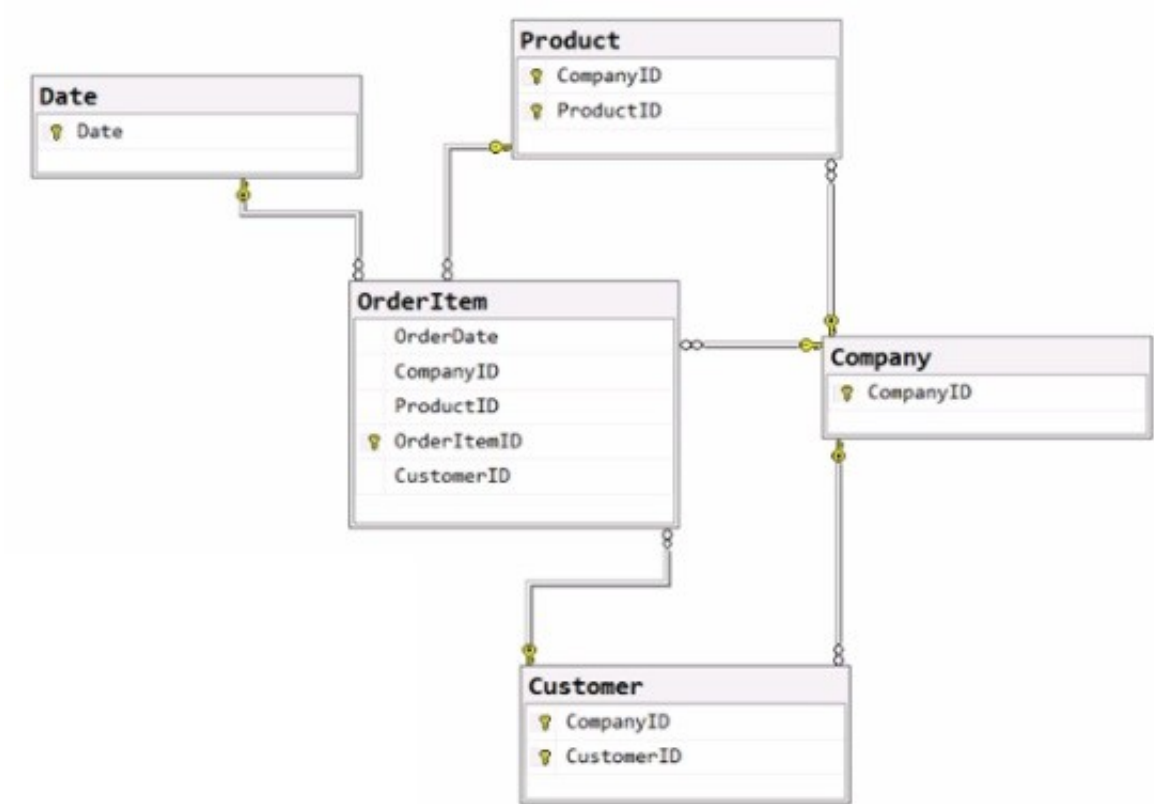 Product
CompanyID
ProductID
Date
Date
OrderItem
OrderDate
CompanyID
ProductID
OrderItemID
CustomerID
Company
CompanyID
Customer
CompanyID
CustomerID